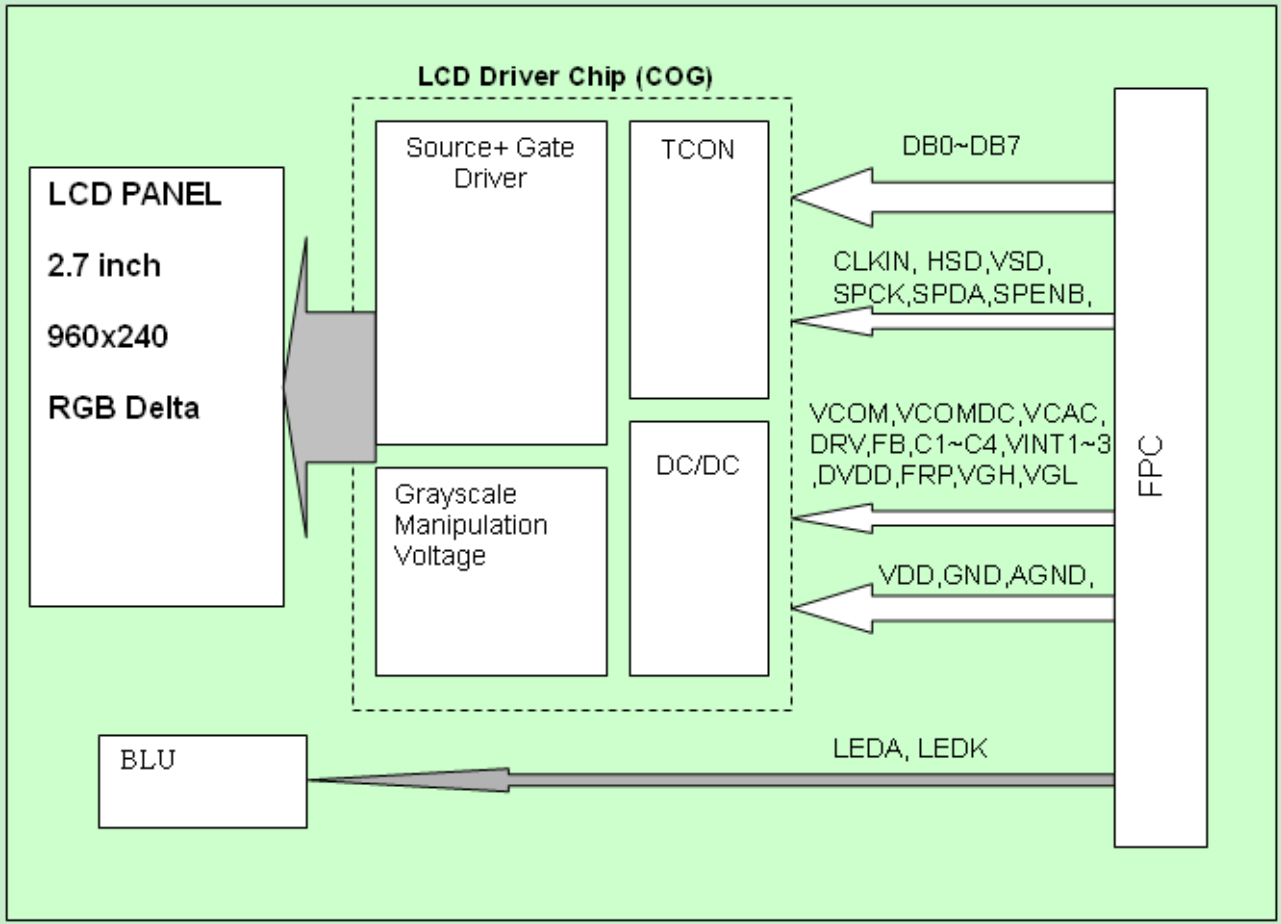 LCD Driver Chip (COG)
LCD PANEL
2.7 inch
960x240
RGB Delta
Source+ Gate
Driver
TCON
Grayscale
Manipulation
Voltage
DC/DC
DB0~DB7
CLKIN, HSD,VSD,
SPCK,SPDA,SPENB,
VCOM,VCOMDC,VCAC,
DRV,FB,C1~C4,VINT1~3
,DVDD,FRP,VGH,VGL
VDD,GND,AGND,
FPC
BLU
LEDA, LEDK